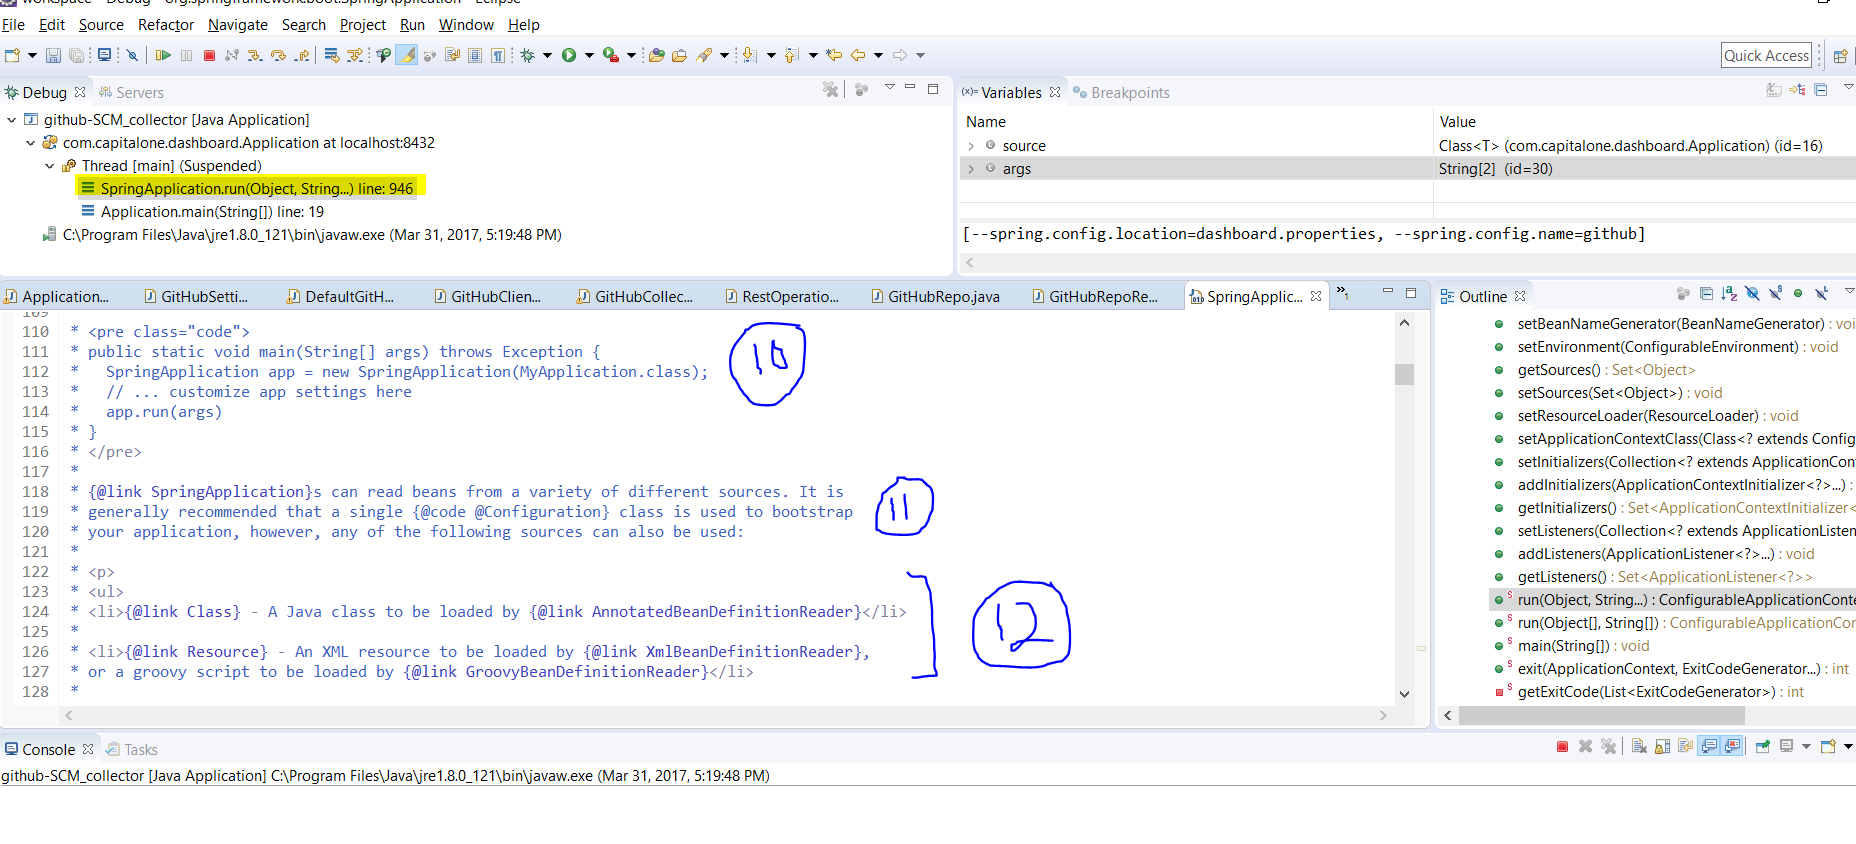 workspace - Debug - org.springframework.boot.SpringApplication - Eclipse
File Edit Source Refactor Navigate Search Project Run Window Help
Quick Access
Debug Servers
Variables Breakpoints
github-SCM_collector [Java Application]
com.capitalone.dashboard.Application at localhost:8432
Thread [main] (Suspended)
SpringApplication.run(Object, String...) line: 946
Application.main(String[]) line: 19
C:\Program Files\Java\jre1.8.0_121\bin\javaw.exe (Mar 31, 2017, 5:19:48 PM)
Name Value
source Class<T> (com.capitalone.dashboard.Application) (id=16)
args String[2] (id=30)
[--spring.config.location=dashboard.properties, --spring.config.name=github]
Application... GitHubSetti... DefaultGitH... GitHubClien... GitHubCollec... RestOperatio... GitHubRepo.java GitHubRepoRe... SpringApplic... »1
109
110 * <pre class="code">
111 * public static void main(String[] args) throws Exception {
112 *   SpringApplication app = new SpringApplication(MyApplication.class);
113 *   // ... customize app settings here
114 *   app.run(args)
115 * }
116 * </pre>
117 *
118 * {@link SpringApplication}s can read beans from a variety of different sources. It is
119 * generally recommended that a single {@code @Configuration} class is used to bootstrap
120 * your application, however, any of the following sources can also be used:
121 *
122 * <p>
123 * <ul>
124 * <li>{@link Class} - A Java class to be loaded by {@link AnnotatedBeanDefinitionReader}</li>
125 *
126 * <li>{@link Resource} - An XML resource to be loaded by {@link XmlBeanDefinitionReader},
127 * or a groovy script to be loaded by {@link GroovyBeanDefinitionReader}</li>
128 *
10
11
12
Outline
setBeanNameGenerator(BeanNameGenerator) : voi
setEnvironment(ConfigurableEnvironment) : void
getSources() : Set<Object>
setSources(Set<Object>) : void
setResourceLoader(ResourceLoader) : void
setApplicationContextClass(Class<? extends Config
setInitializers(Collection<? extends ApplicationCon
addInitializers(ApplicationContextInitializer<?>...) :
getInitializers() : Set<ApplicationContextInitializer<
setListeners(Collection<? extends ApplicationListen
addListeners(ApplicationListener<?>...) : void
getListeners() : Set<ApplicationListener<?>>
run(Object, String...) : ConfigurableApplicationConte
run(Object[], String[]) : ConfigurableApplicationCor
main(String[]) : void
exit(ApplicationContext, ExitCodeGenerator...) : int
getExitCode(List<ExitCodeGenerator>) : int
Console Tasks
github-SCM_collector [Java Application] C:\Program Files\Java\jre1.8.0_121\bin\javaw.exe (Mar 31, 2017, 5:19:48 PM)